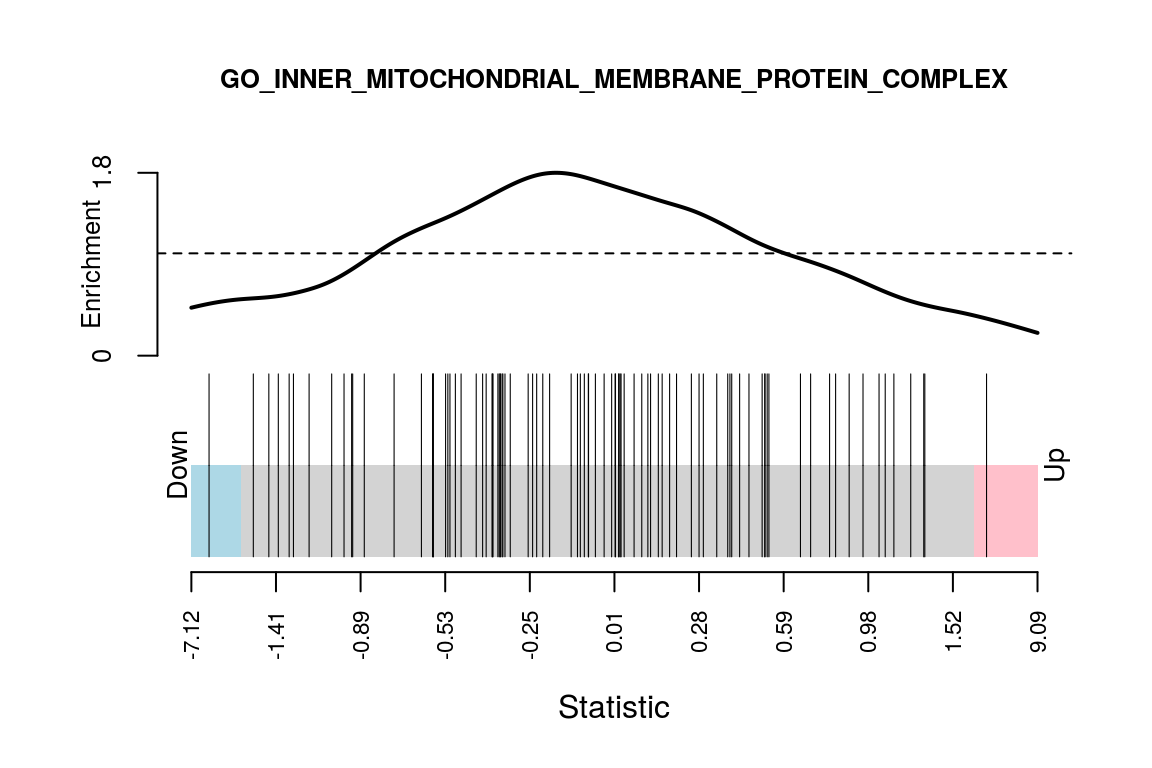 GO_INNER_MITOCHONDRIAL_MEMBRANE_PROTEIN_COMPLEX
1.8
Enrichment
0
Down
Up
-7.12
-1.41
-0.89
-0.53
-0.25
0.01
0.28
0.59
0.98
1.52
9.09
Statistic